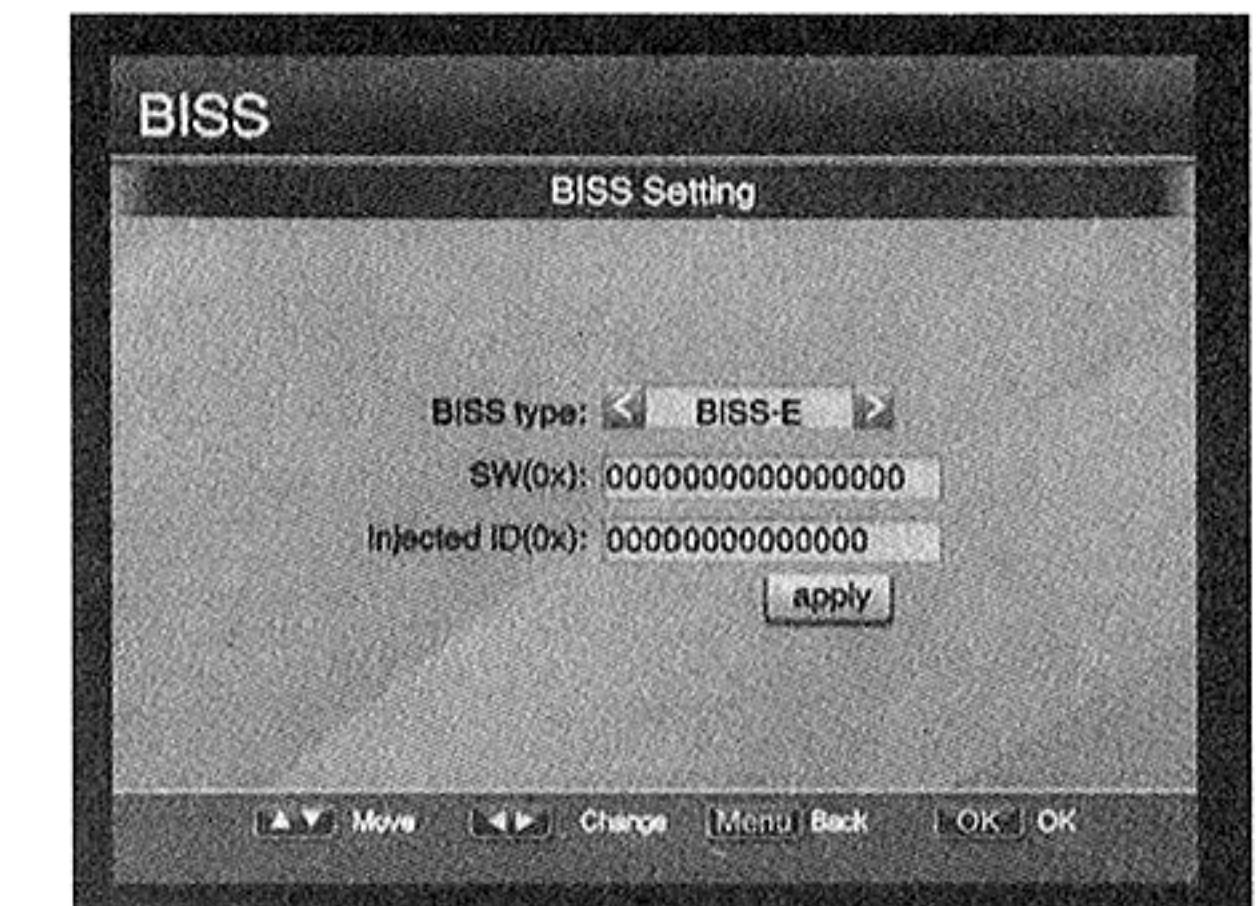 BISS
BISS Setting
BISS type: < BISS-E >
SW(0x): 0000000000000000
Injected ID(0x): 00000000000000
apply
▲▼ Move ◀▶ Change Menu Back OK OK